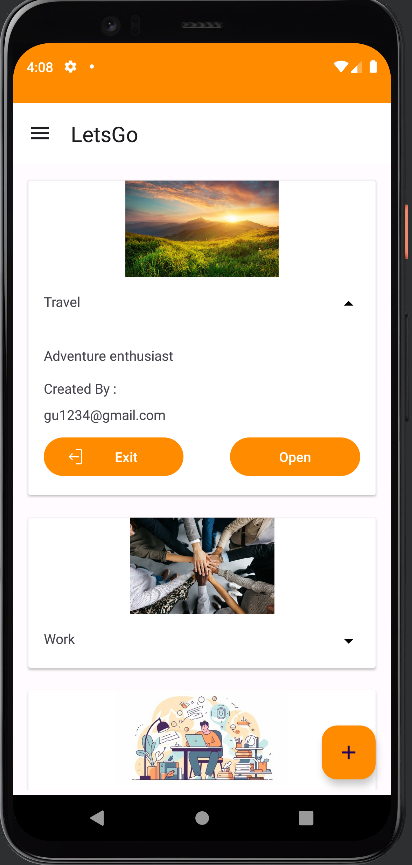 4:08
LetsGo
Travel
Adventure enthusiast
Created By :
gu1234@gmail.com
Exit
Open
Work
+